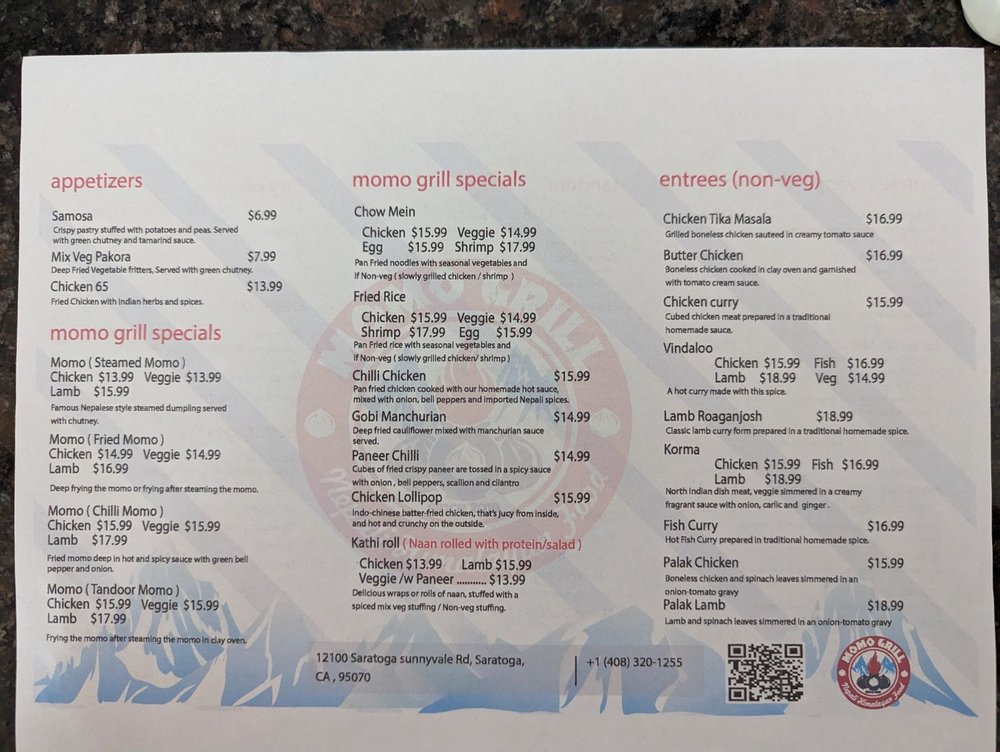 appetizers
Samosa $6.99
Crispy pastry stuffed with potatoes and peas. Served
with green chutney and tamarind sauce.
Mix Veg Pakora $7.99
Deep Fried Vegetable fritters, Served with green chutney.
Chicken 65 $13.99
Fried Chicken with Indian herbs and spices.
momo grill specials
Momo ( Steamed Momo )
Chicken $13.99 Veggie $13.99
Lamb $15.99
Famous Nepalese style steamed dumpling served
with chutney.
Momo ( Fried Momo )
Chicken $14.99 Veggie $14.99
Lamb $16.99
Deep frying the momo or frying after steaming the momo.
Momo ( Chilli Momo )
Chicken $15.99 Veggie $15.99
Lamb $17.99
Fried momo deep in hot and spicy sauce with green bell
pepper and onion.
Momo ( Tandoor Momo )
Chicken $15.99 Veggie $15.99
Lamb $17.99
Frying the momo after steaming the momo in clay oven.
momo grill specials
Chow Mein
Chicken $15.99 Veggie $14.99
Egg $15.99 Shrimp $17.99
Pan Fried noodles with seasonal vegetables and
if Non-veg ( slowly grilled chicken / shrimp )
Fried Rice
Chicken $15.99 Veggie $14.99
Shrimp $17.99 Egg $15.99
Pan Fried rice with seasonal vegetables and
if Non-veg ( slowly grilled chicken/ shrimp )
Chilli Chicken $15.99
Pan fried chicken cooked with our homemade hot sauce,
mixed with onion, bell peppers and imported Nepali spices.
Gobi Manchurian $14.99
Deep fried cauliflower mixed with manchurian sauce
served.
Paneer Chilli $14.99
Cubes of fried crispy paneer are tossed in a spicy sauce
with onion , bell peppers, scallion and cilantro
Chicken Lollipop $15.99
Indo-chinese batter-fried chicken, that's jucy from inside,
and hot and crunchy on the outside.
Kathi roll ( Naan rolled with protein/salad )
Chicken $13.99 Lamb $15.99
Veggie /w Paneer ........... $13.99
Delicious wraps or rolls of naan, stuffed with a
spiced mix veg stuffing / Non-veg stuffing.
entrees (non-veg)
Chicken Tika Masala $16.99
Grilled boneless chicken sauteed in creamy tomato sauce
Butter Chicken $16.99
Boneless chicken cooked in clay oven and garnished
with tomato cream sauce.
Chicken curry $15.99
Cubed chicken meat prepared in a traditional
homemade sauce.
Vindaloo
Chicken $15.99 Fish $16.99
Lamb $18.99 Veg $14.99
A hot curry made with this spice.
Lamb Roaganjosh $18.99
Classic lamb curry form prepared in a traditional homemade spice.
Korma
Chicken $15.99 Fish $16.99
Lamb $18.99
North Indian dish meat, veggie simmered in a creamy
fragrant sauce with onion, carlic and ginger .
Fish Curry $16.99
Hot Fish Curry prepared in traditional homemade spice.
Palak Chicken $15.99
Boneless chicken and spinach leaves simmered in an
onion-tomato gravy
Palak Lamb $18.99
Lamb and spinach leaves simmered in an onion-tomato gravy
12100 Saratoga sunnyvale Rd, Saratoga,
CA , 95070
+1 (408) 320-1255
MOMO GRILL
Nepali Himalayan Food